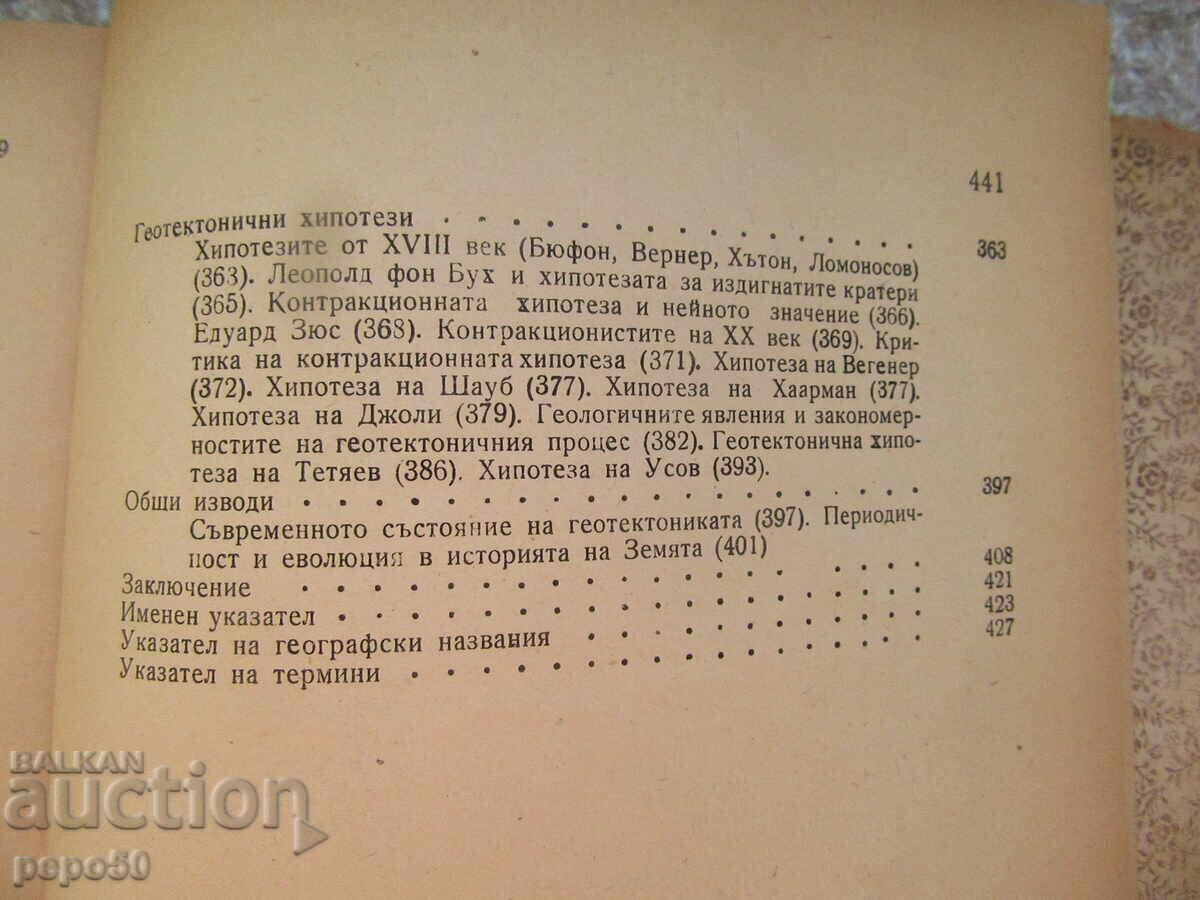 9
441
Геотектонични хипотези . . . . . . . . . . . . . . 363
Хипотезите от XVIII век (Бюфон, Вернер, Хътон, Ломоносов)
(363). Леополд фон Бух и хипотезата за издигнатите кратери
(365). Контракционната хипотеза и нейното значение (366).
Едуард Зюс (368). Контракционистите на XX век (369). Кри-
тика на контракционната хипотеза (371). Хипотеза на Вегенер
(372). Хипотеза на Шауб (377). Хипотеза на Хаарман (377).
Хипотеза на Джоли (379). Геологичните явления и закономер-
ностите на геотектоничния процес (382). Геотектонична хипо-
теза на Тетяев (386). Хипотеза на Усов (393).
Общи изводи . . . . . . . . . . . . . . . . . 397
Съвременното състояние на геотектониката (397). Периодич-
ност и еволюция в историята на Земята (401)
Заключение . . . . . . . . . . . . . . . . . 408
Именен указател . . . . . . . . . . . . . . . . 421
Указател на географски названия . . . . . . . . . 423
Указател на термини . . . . . . . . . . . . . . 427
BALKAN
auction
pepo50